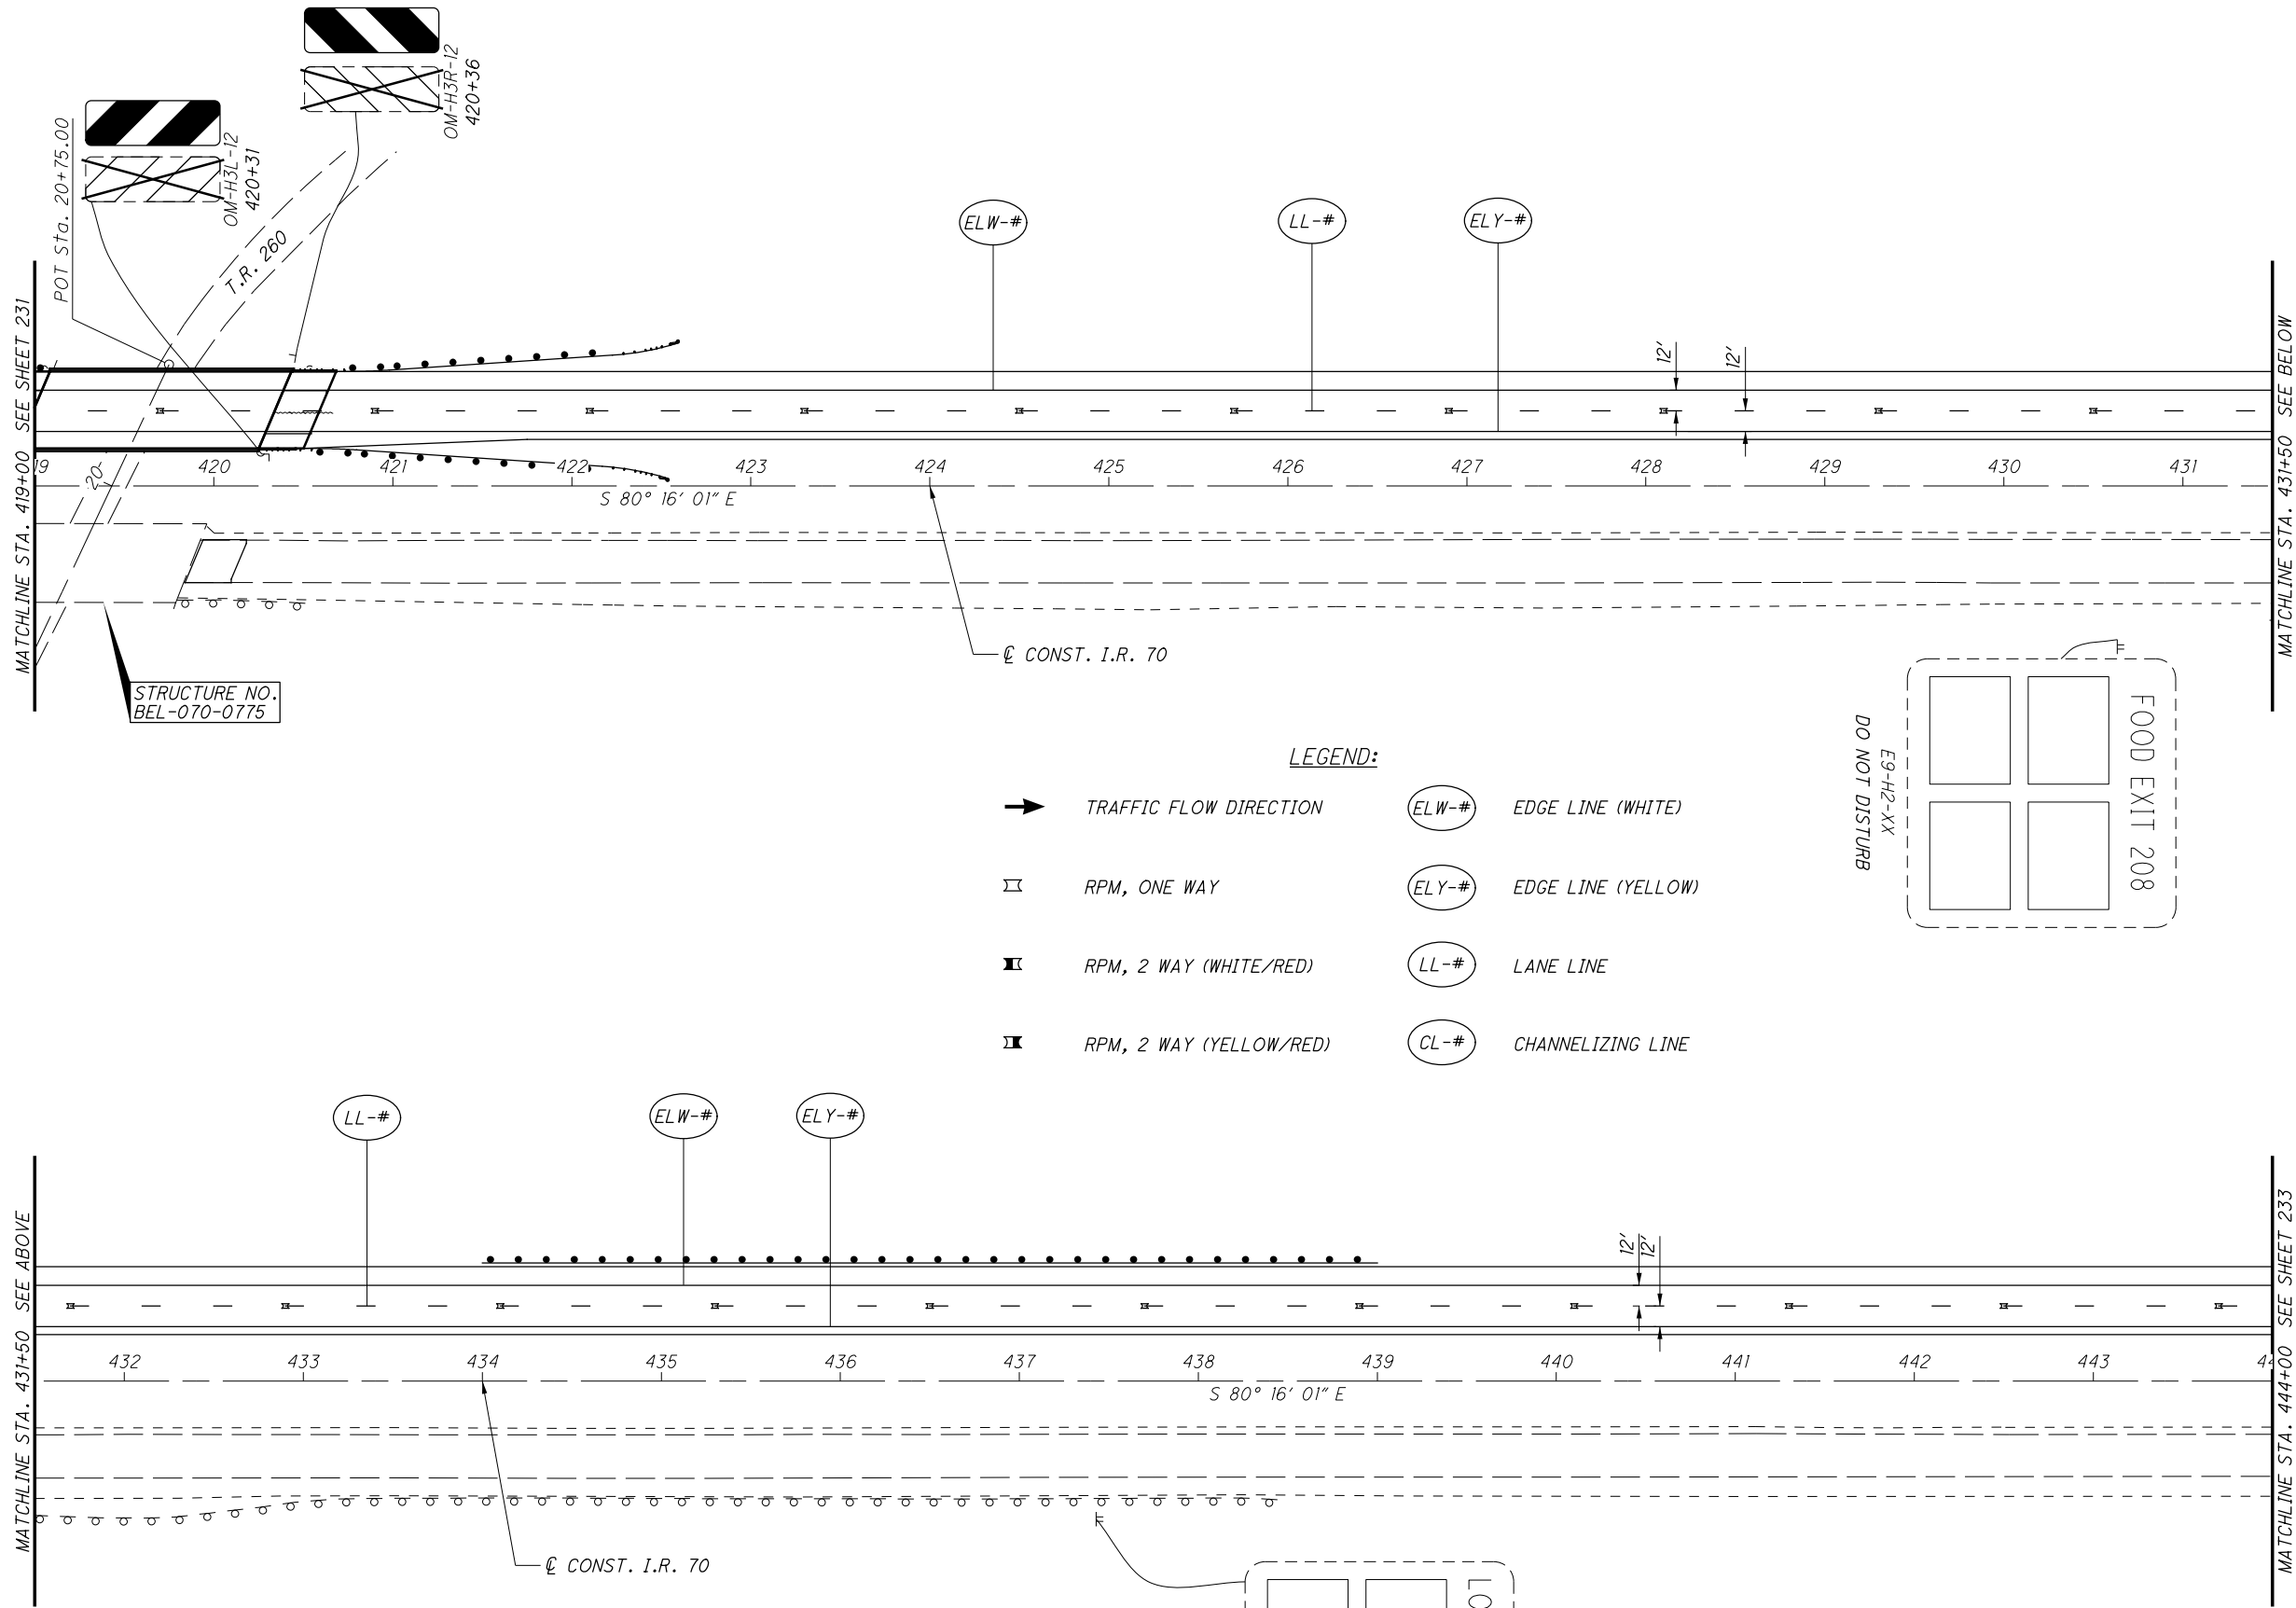 OM-H3R-12
420+36
OM-H3L-12
420+31
POT Sta. 20+75.00
T.R. 260
ELW-#
LL-#
ELY-#
12'
12'
MATCHLINE STA. 419+00 SEE SHEET 231
MATCHLINE STA. 431+50 SEE BELOW
20
19 420 421 422 423 424 425 426 427 428 429 430 431
S 80° 16' 01" E
℄ CONST. I.R. 70
STRUCTURE NO.
BEL-070-0775
FOOD EXIT 208
E9-H2-XX
DO NOT DISTURB
LEGEND:
TRAFFIC FLOW DIRECTION
ELW-# EDGE LINE (WHITE)
RPM, ONE WAY
ELY-# EDGE LINE (YELLOW)
RPM, 2 WAY (WHITE/RED)
LL-# LANE LINE
RPM, 2 WAY (YELLOW/RED)
CL-# CHANNELIZING LINE
LL-#
ELW-#
ELY-#
12'
12'
MATCHLINE STA. 431+50 SEE ABOVE
MATCHLINE STA. 444+00 SEE SHEET 233
432 433 434 435 436 437 438 439 440 441 442 443
S 80° 16' 01" E
℄ CONST. I.R. 70